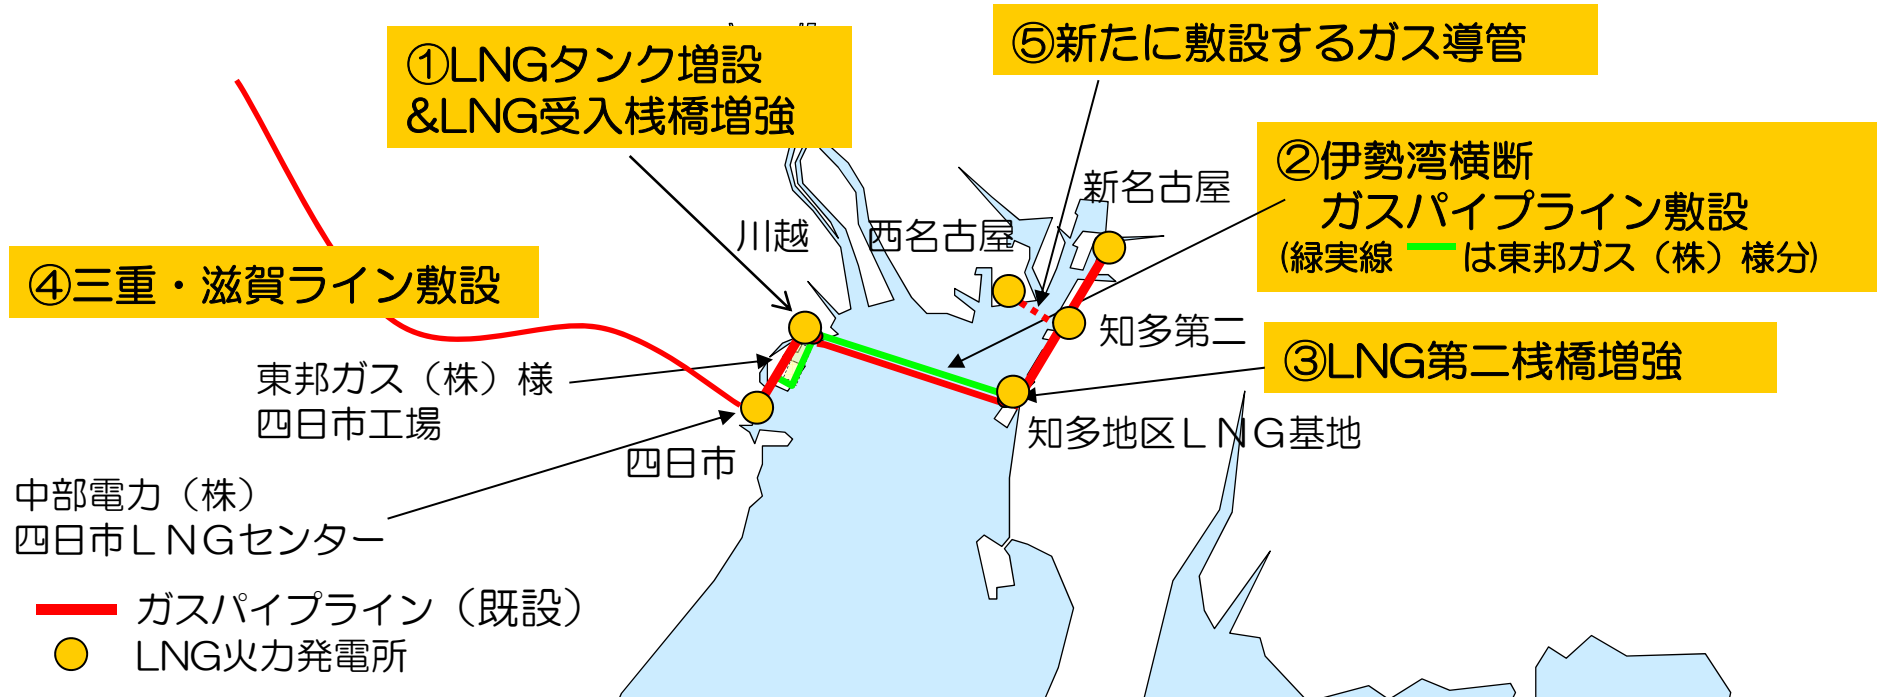 ①LNGタンク増設
&LNG受入桟橋増強
⑤新たに敷設するガス導管
②伊勢湾横断
ガスパイプライン敷設
(緑実線 は東邦ガス（株）様分)
新名古屋
川越
西名古屋
④三重・滋賀ライン敷設
知多第二
③LNG第二桟橋増強
東邦ガス（株）様
四日市工場
知多地区ＬＮＧ基地
四日市
中部電力（株）
四日市ＬＮＧセンター
ガスパイプライン（既設）
LNG火力発電所